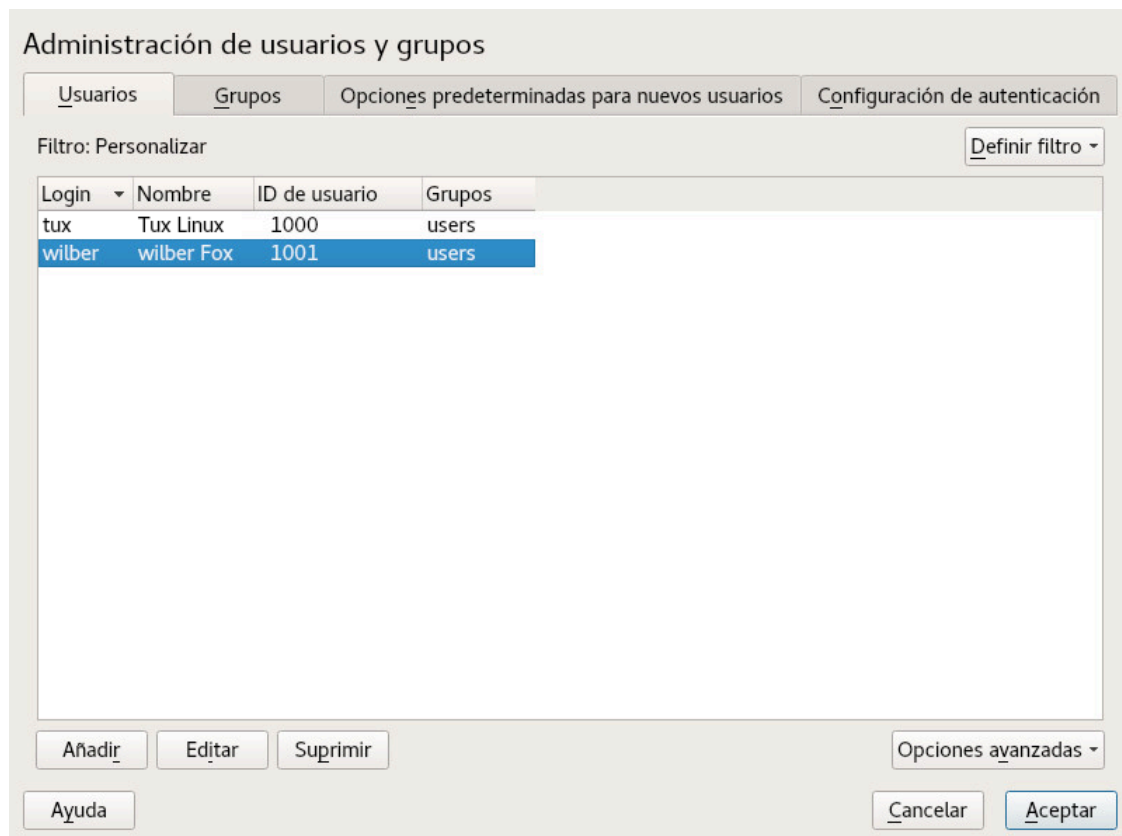 Administración de usuarios y grupos
Usuarios Grupos Opciones predeterminadas para nuevos usuarios Configuración de autenticación
Filtro: Personalizar Definir filtro
Login Nombre ID de usuario Grupos
tux Tux Linux 1000 users
wilber wilber Fox 1001 users
Añadir Editar Suprimir Opciones avanzadas
Ayuda Cancelar Aceptar